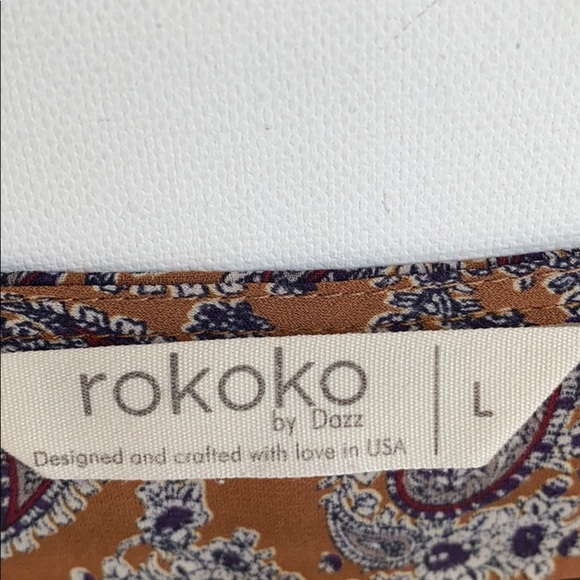 rokoko
by Dazz
L
Designed and crafted with love in USA